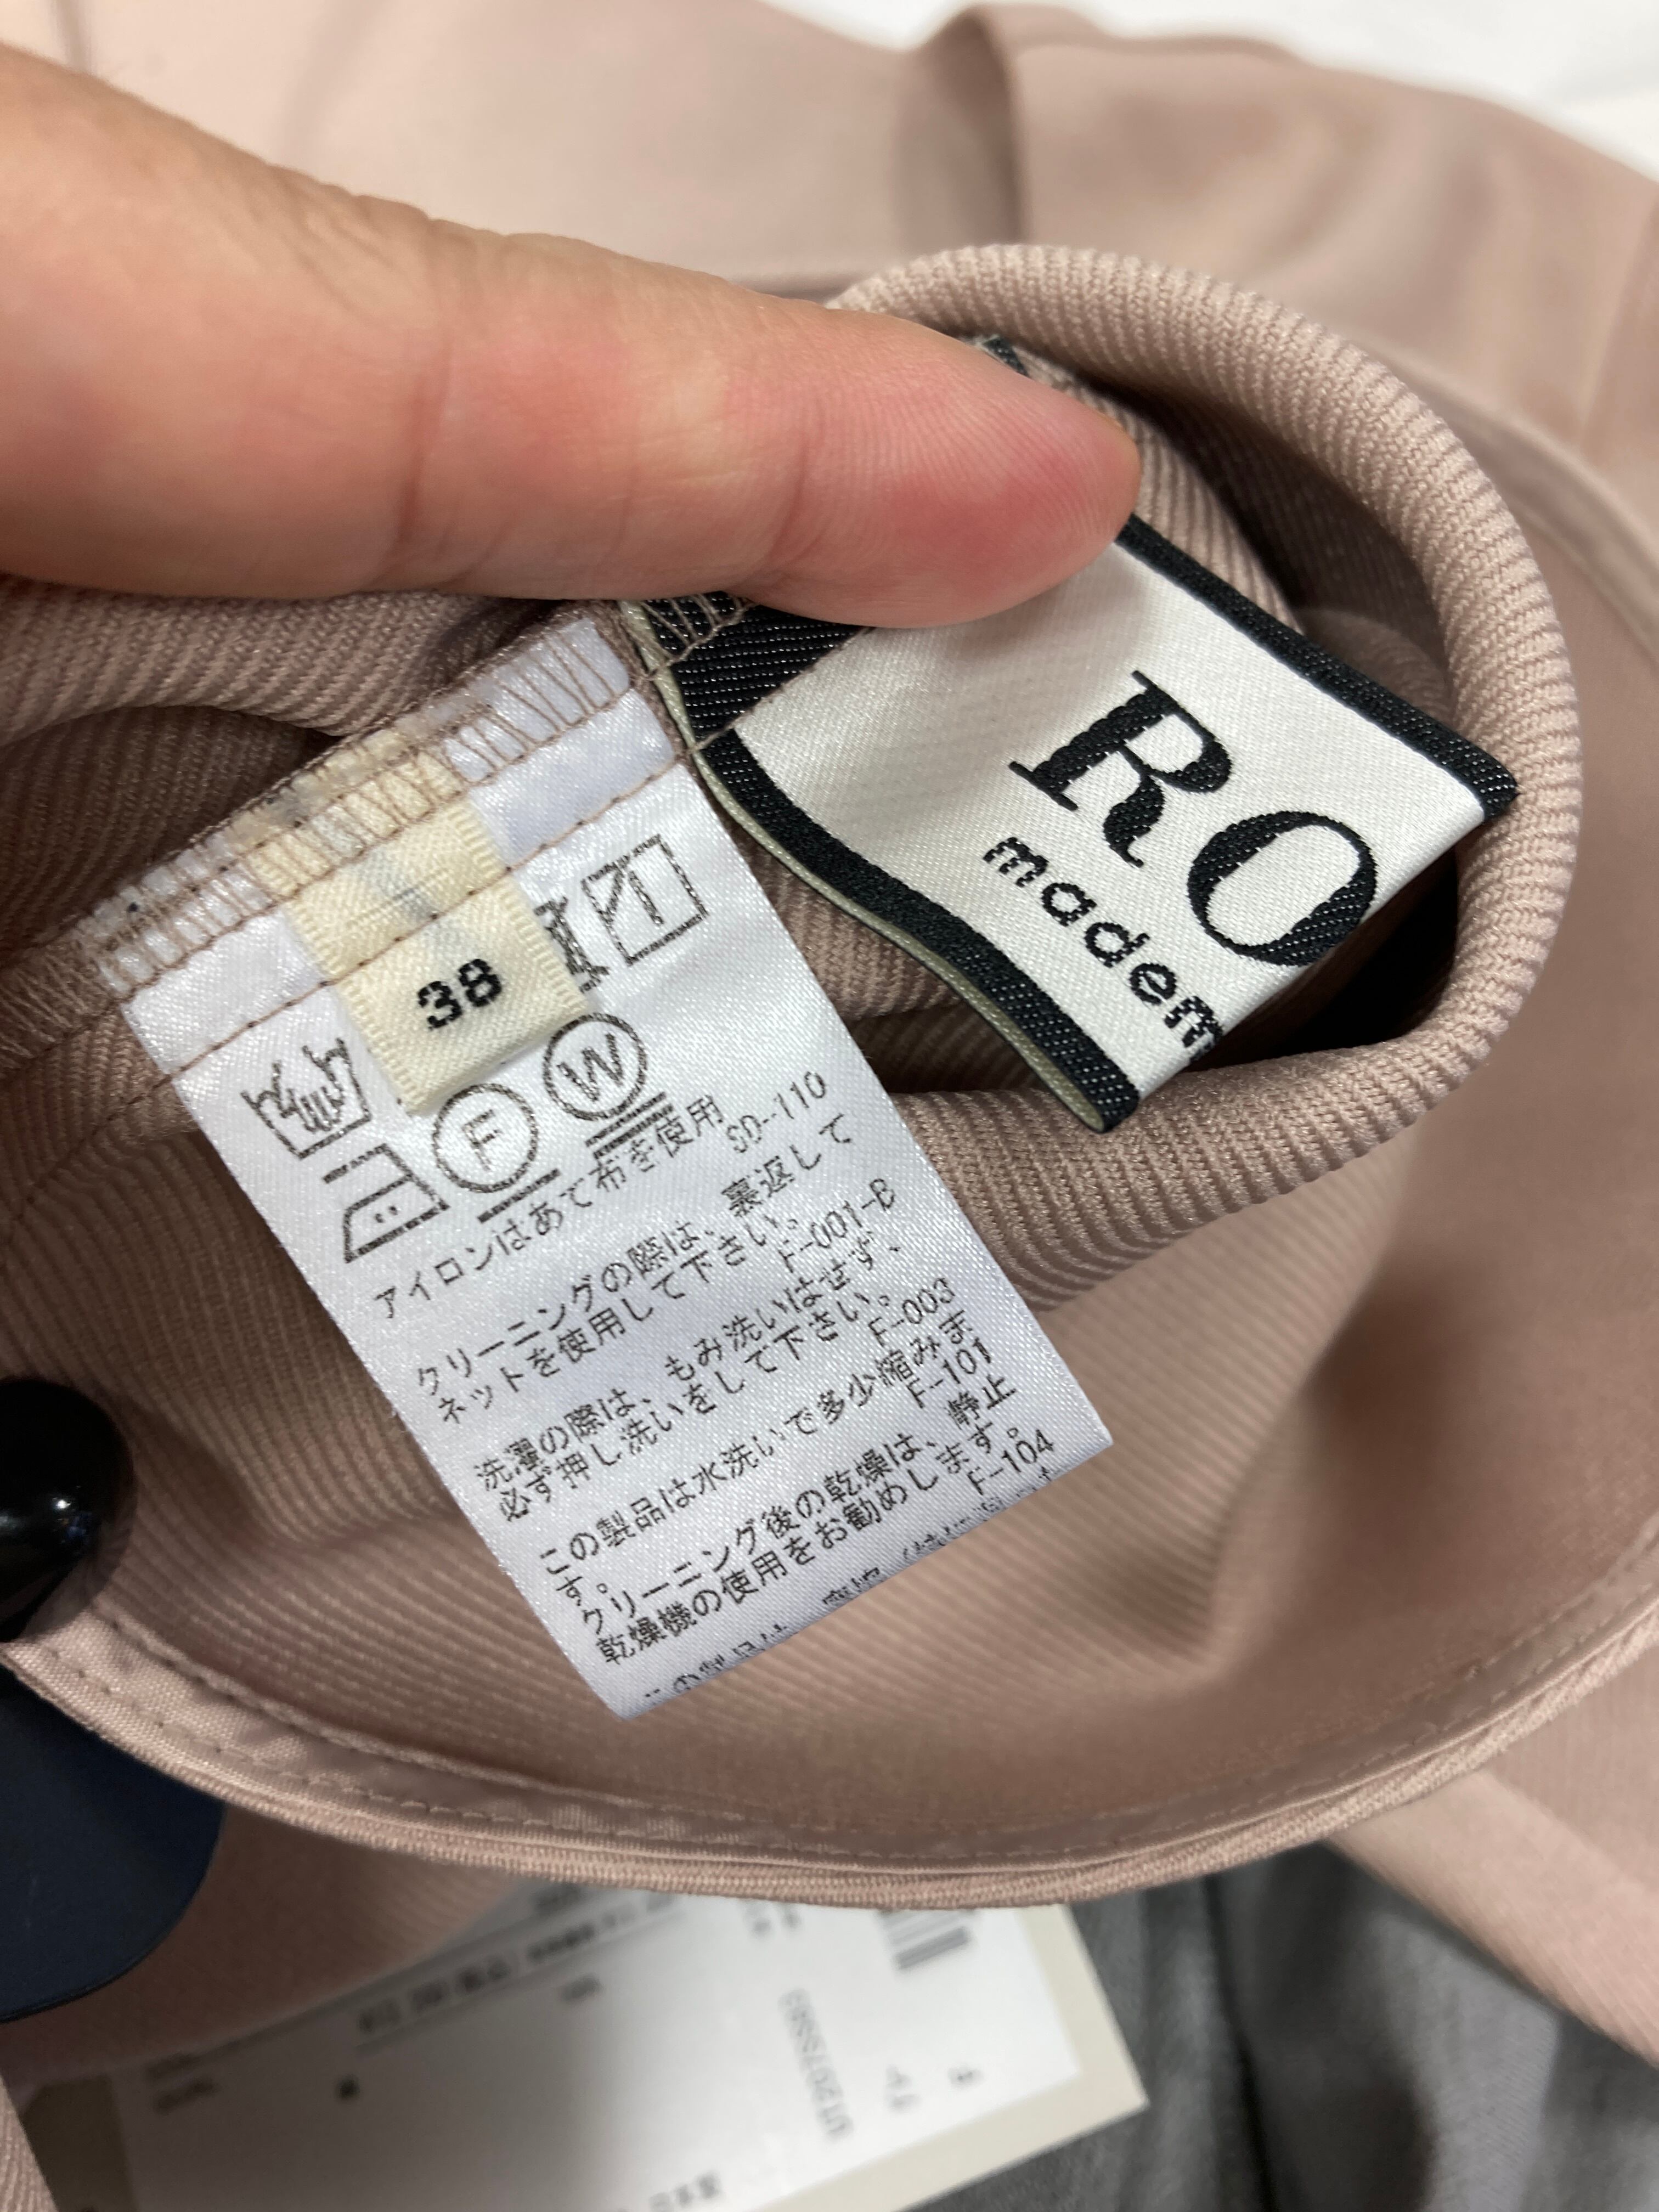 RO
madem
38
F
W
アイロンはあて布を使用
SD-110
クリーニングの際は、裏返して
ネットを使用して下さい。
F-001-B
洗濯の際は、もみ洗いはせず、
必ず押し洗いをして下さい。
F-003
この製品は水洗いで多少縮みま
す。
F-101
クリーニング後の乾燥は、静止
乾燥機の使用をお勧めします。
F-104
日本製